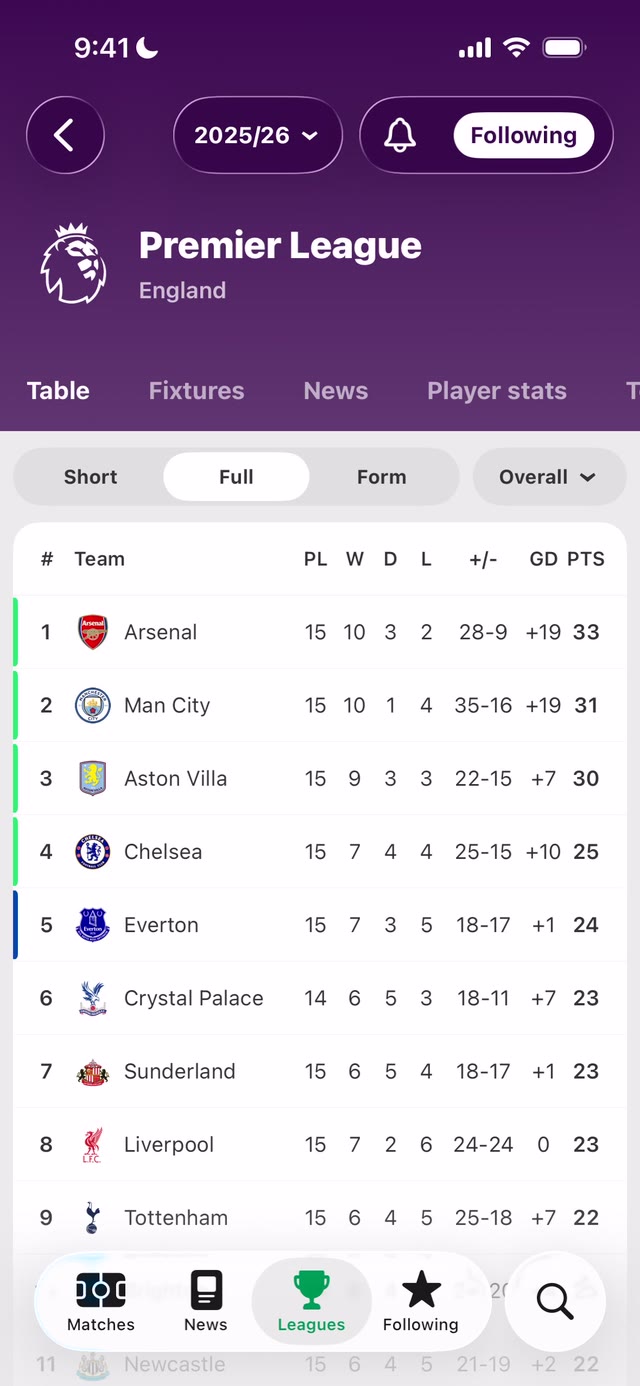 9:41
2025/26 Following
Premier League
England
Table Fixtures News Player stats
Short Full Form Overall
# Team PL W D L +/- GD PTS
1 Arsenal 15 10 3 2 28-9 +19 33
2 Man City 15 10 1 4 35-16 +19 31
3 Aston Villa 15 9 3 3 22-15 +7 30
4 Chelsea 15 7 4 4 25-15 +10 25
5 Everton 15 7 3 5 18-17 +1 24
6 Crystal Palace 14 6 5 3 18-11 +7 23
7 Sunderland 15 6 5 4 18-17 +1 23
8 Liverpool 15 7 2 6 24-24 0 23
9 Tottenham 15 6 4 5 25-18 +7 22
Matches News Leagues Following
11 Newcastle 15 6 4 5 21-19 +2 22